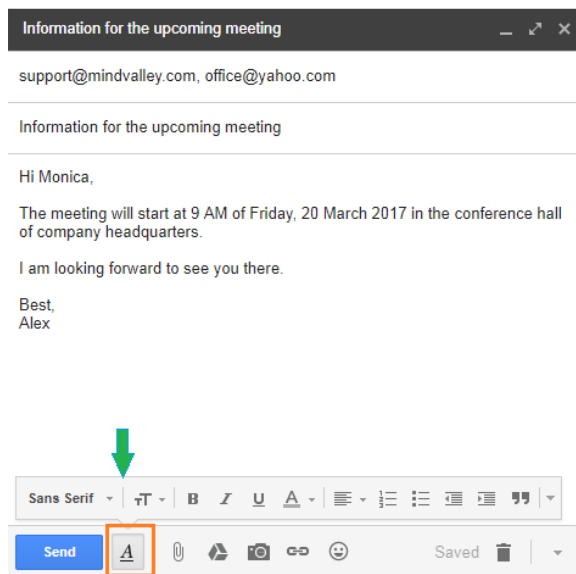 Information for the upcoming meeting
support@mindvalley.com, office@yahoo.com
Information for the upcoming meeting
Hi Monica,
The meeting will start at 9 AM of Friday, 20 March 2017 in the conference hall
of company headquarters.
I am looking forward to see you there.
Best,
Alex
Sans Serif TT B I U A
Send A Saved